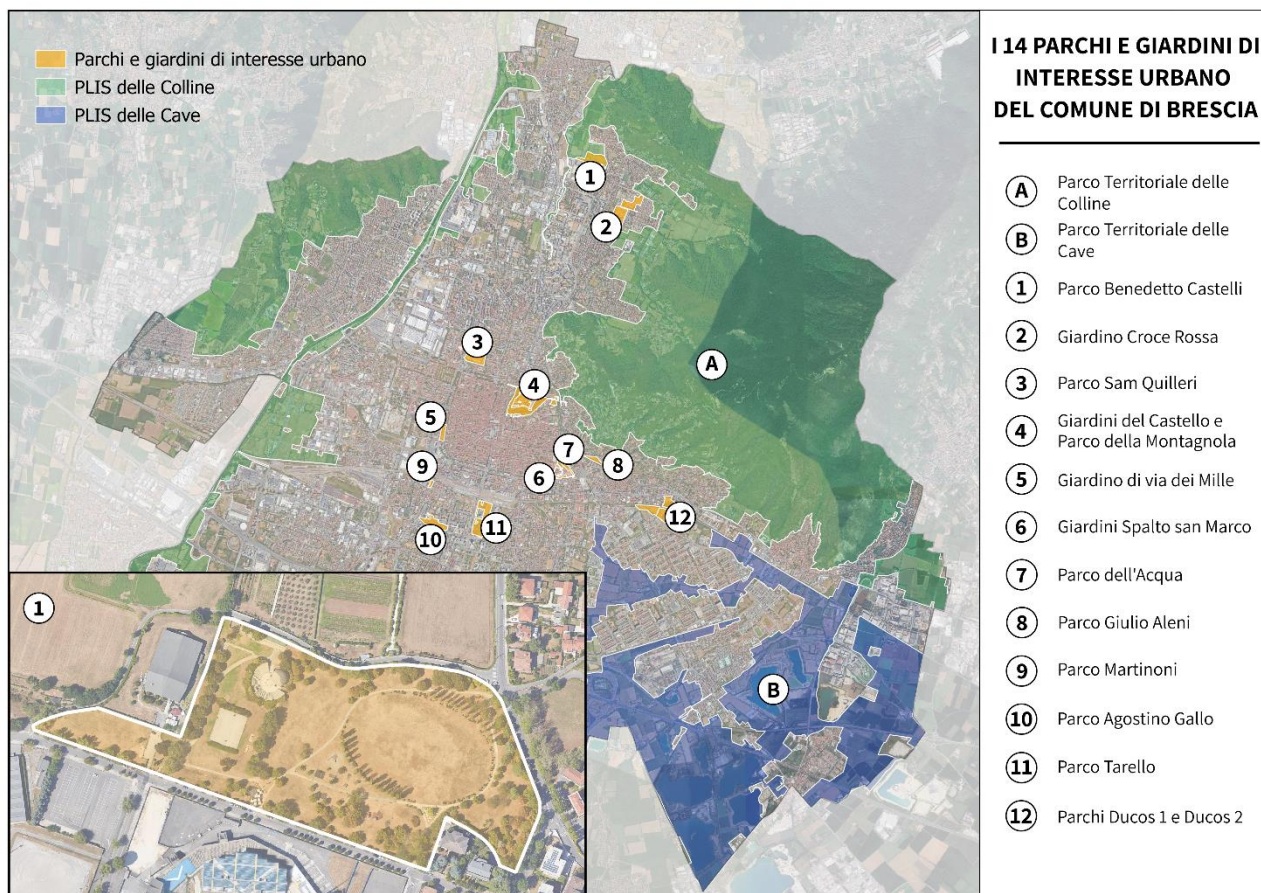 Parchi e giardini di interesse urbano
PLIS delle Colline
PLIS delle Cave
1
2
3
A
4
5
7
9
8
6
12
10
11
B
1
I 14 PARCHI E GIARDINI DI
INTERESSE URBANO
DEL COMUNE DI BRESCIA
A Parco Territoriale delle
Colline
B Parco Territoriale delle
Cave
1 Parco Benedetto Castelli
2 Giardino Croce Rossa
3 Parco Sam Quilleri
4 Giardini del Castello e
Parco della Montagnola
5 Giardino di via dei Mille
6 Giardini Spalto san Marco
7 Parco dell'Acqua
8 Parco Giulio Aleni
9 Parco Martinoni
10 Parco Agostino Gallo
11 Parco Tarello
12 Parchi Ducos 1 e Ducos 2